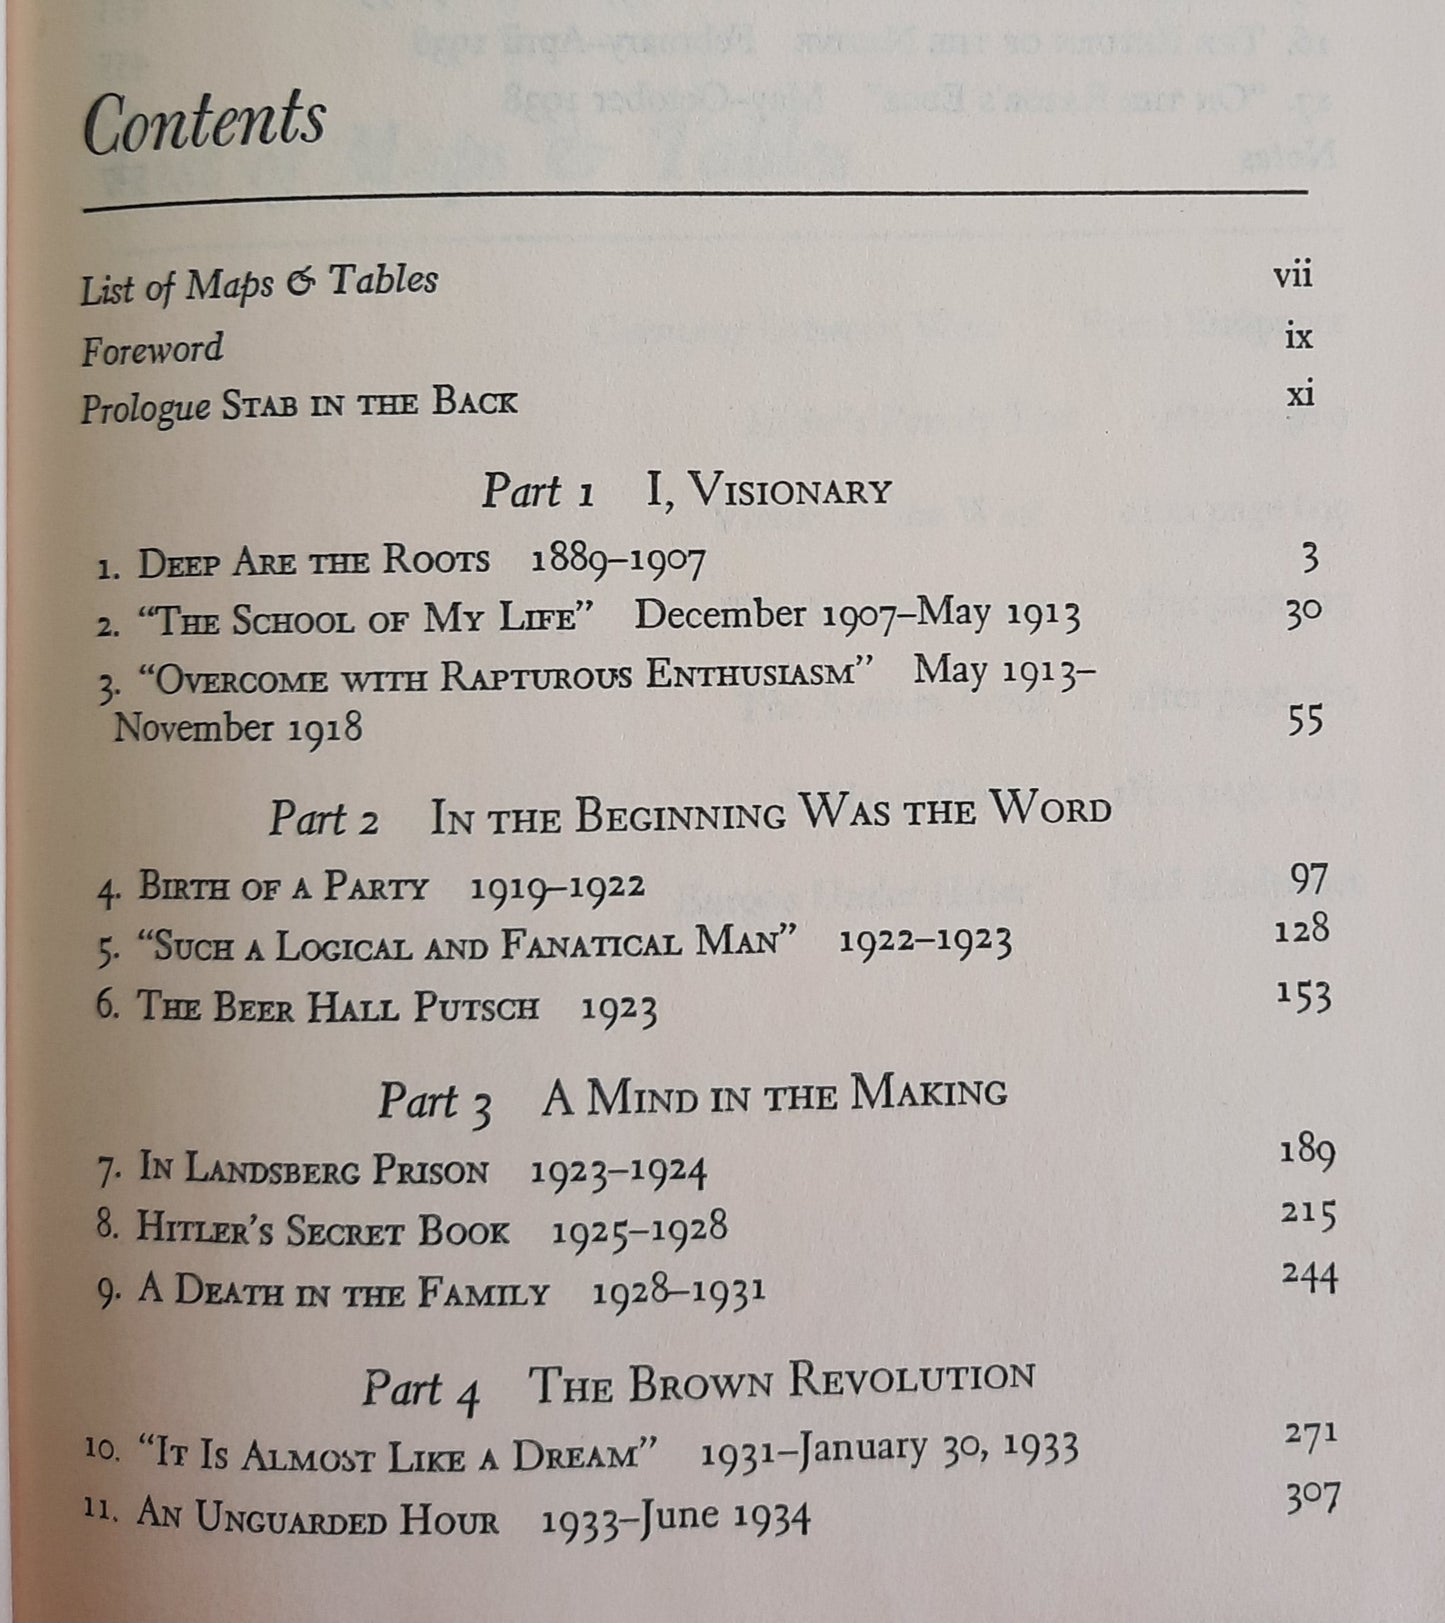 Contents
List of Maps & Tables vii
Foreword ix
Prologue STAB IN THE BACK xi
Part 1 I, VISIONARY
1. DEEP ARE THE ROOTS 1889–1907 3
2. “THE SCHOOL OF MY LIFE” December 1907–May 1913 30
3. “OVERCOME WITH RAPTUROUS ENTHUSIASM” May 1913–
November 1918 55
Part 2 IN THE BEGINNING WAS THE WORD
4. BIRTH OF A PARTY 1919–1922 97
5. “SUCH A LOGICAL AND FANATICAL MAN” 1922–1923 128
6. THE BEER HALL PUTSCH 1923 153
Part 3 A MIND IN THE MAKING
7. IN LANDSBERG PRISON 1923–1924 189
8. HITLER’S SECRET BOOK 1925–1928 215
9. A DEATH IN THE FAMILY 1928–1931 244
Part 4 THE BROWN REVOLUTION
10. “IT IS ALMOST LIKE A DREAM” 1931–January 30, 1933 271
11. AN UNGUARDED HOUR 1933–June 1934 307